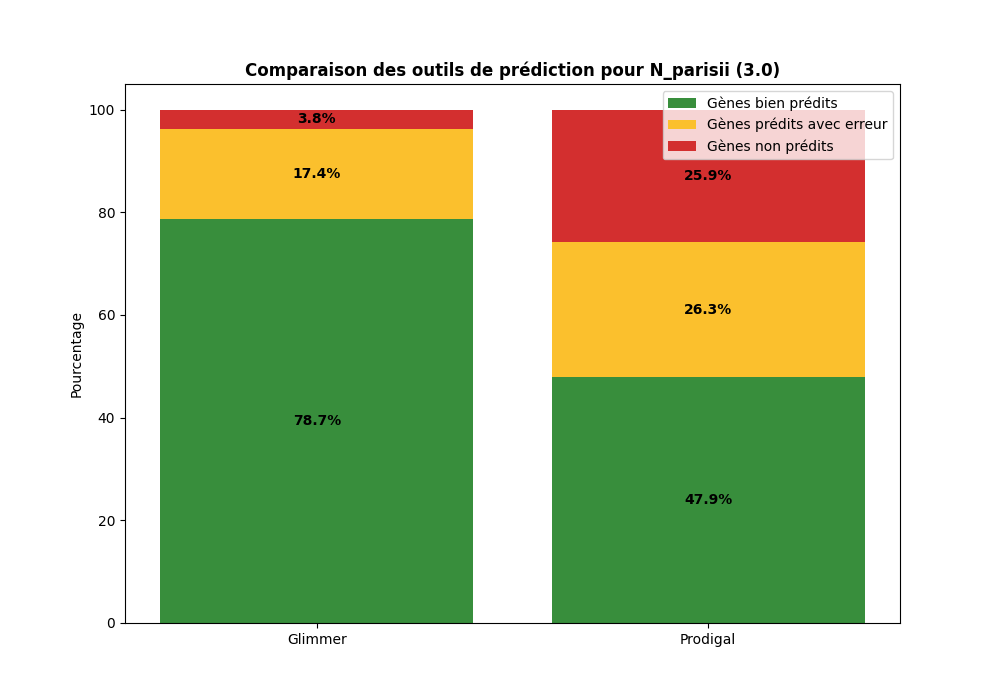 Comparaison des outils de prédiction pour N_parisii (3.0)
Gènes bien prédits
Gènes prédits avec erreur
Gènes non prédits
Pourcentage
100
80
60
40
20
0
3.8%
17.4%
78.7%
25.9%
26.3%
47.9%
Glimmer
Prodigal